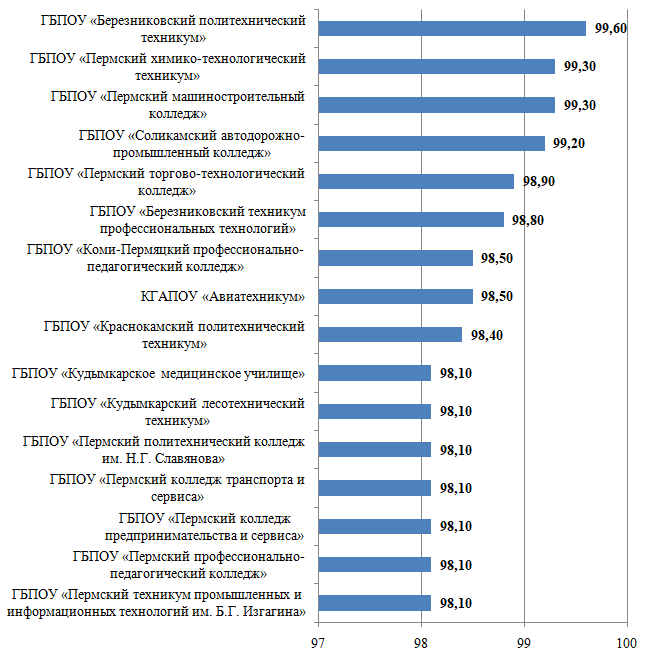 ГБПОУ «Березниковский политехнический
техникум»
99,60
ГБПОУ «Пермский химико-технологический
техникум»
99,30
ГБПОУ «Пермский машиностроительный
колледж»
99,30
ГБПОУ «Соликамский автодорожно-
промышленный колледж»
99,20
ГБПОУ «Пермский торгово-технологический
колледж»
98,90
ГБПОУ «Березниковский техникум
профессиональных технологий»
98,80
ГБПОУ «Коми-Пермяцкий профессионально-
педагогический колледж»
98,50
КГАПОУ «Авиатехникум»
98,50
ГБПОУ «Краснокамский политехнический
техникум»
98,40
ГБПОУ «Кудымкарское медицинское училище»
98,10
ГБПОУ «Кудымкарский лесотехнический
техникум»
98,10
ГБПОУ «Пермский политехнический колледж
им. Н.Г. Славянова»
98,10
ГБПОУ «Пермский колледж транспорта и
сервиса»
98,10
ГБПОУ «Пермский колледж
предпринимательства и сервиса»
98,10
ГБПОУ «Пермский профессионально-
педагогический колледж»
98,10
ГБПОУ «Пермский техникум промышленных и
информационных технологий им. Б.Г. Изгагина»
98,10
97 98 99 100